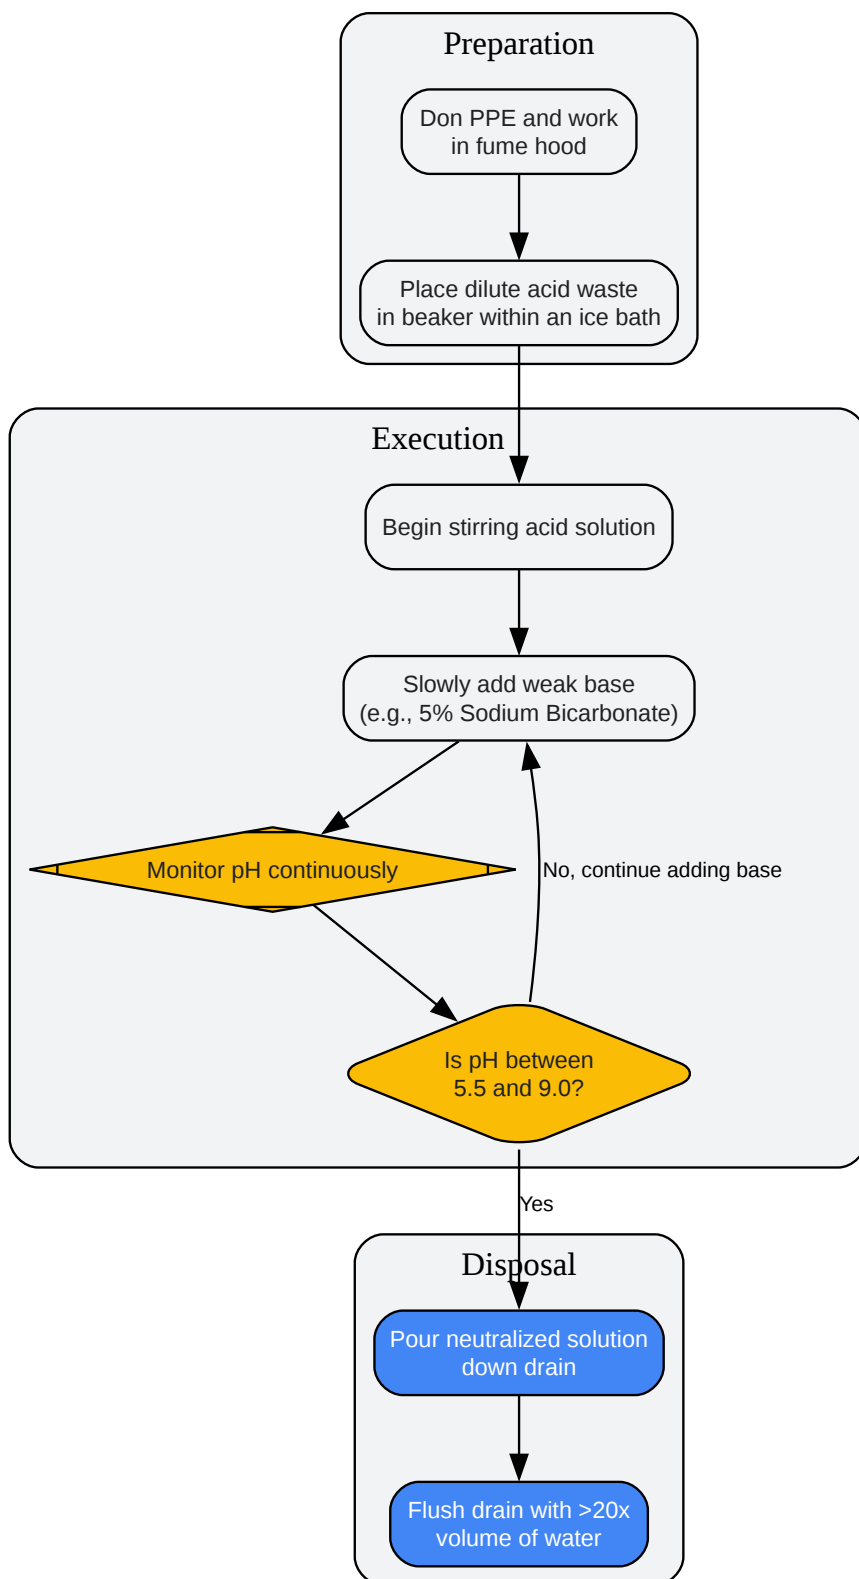 Preparation
Don PPE and work
in fume hood
Place dilute acid waste
in beaker within an ice bath
Execution
Begin stirring acid solution
Slowly add weak base
(e.g., 5% Sodium Bicarbonate)
Monitor pH continuously
No, continue adding base
Is pH between
5.5 and 9.0?
Yes
Disposal
Pour neutralized solution
down drain
Flush drain with >20x
volume of water